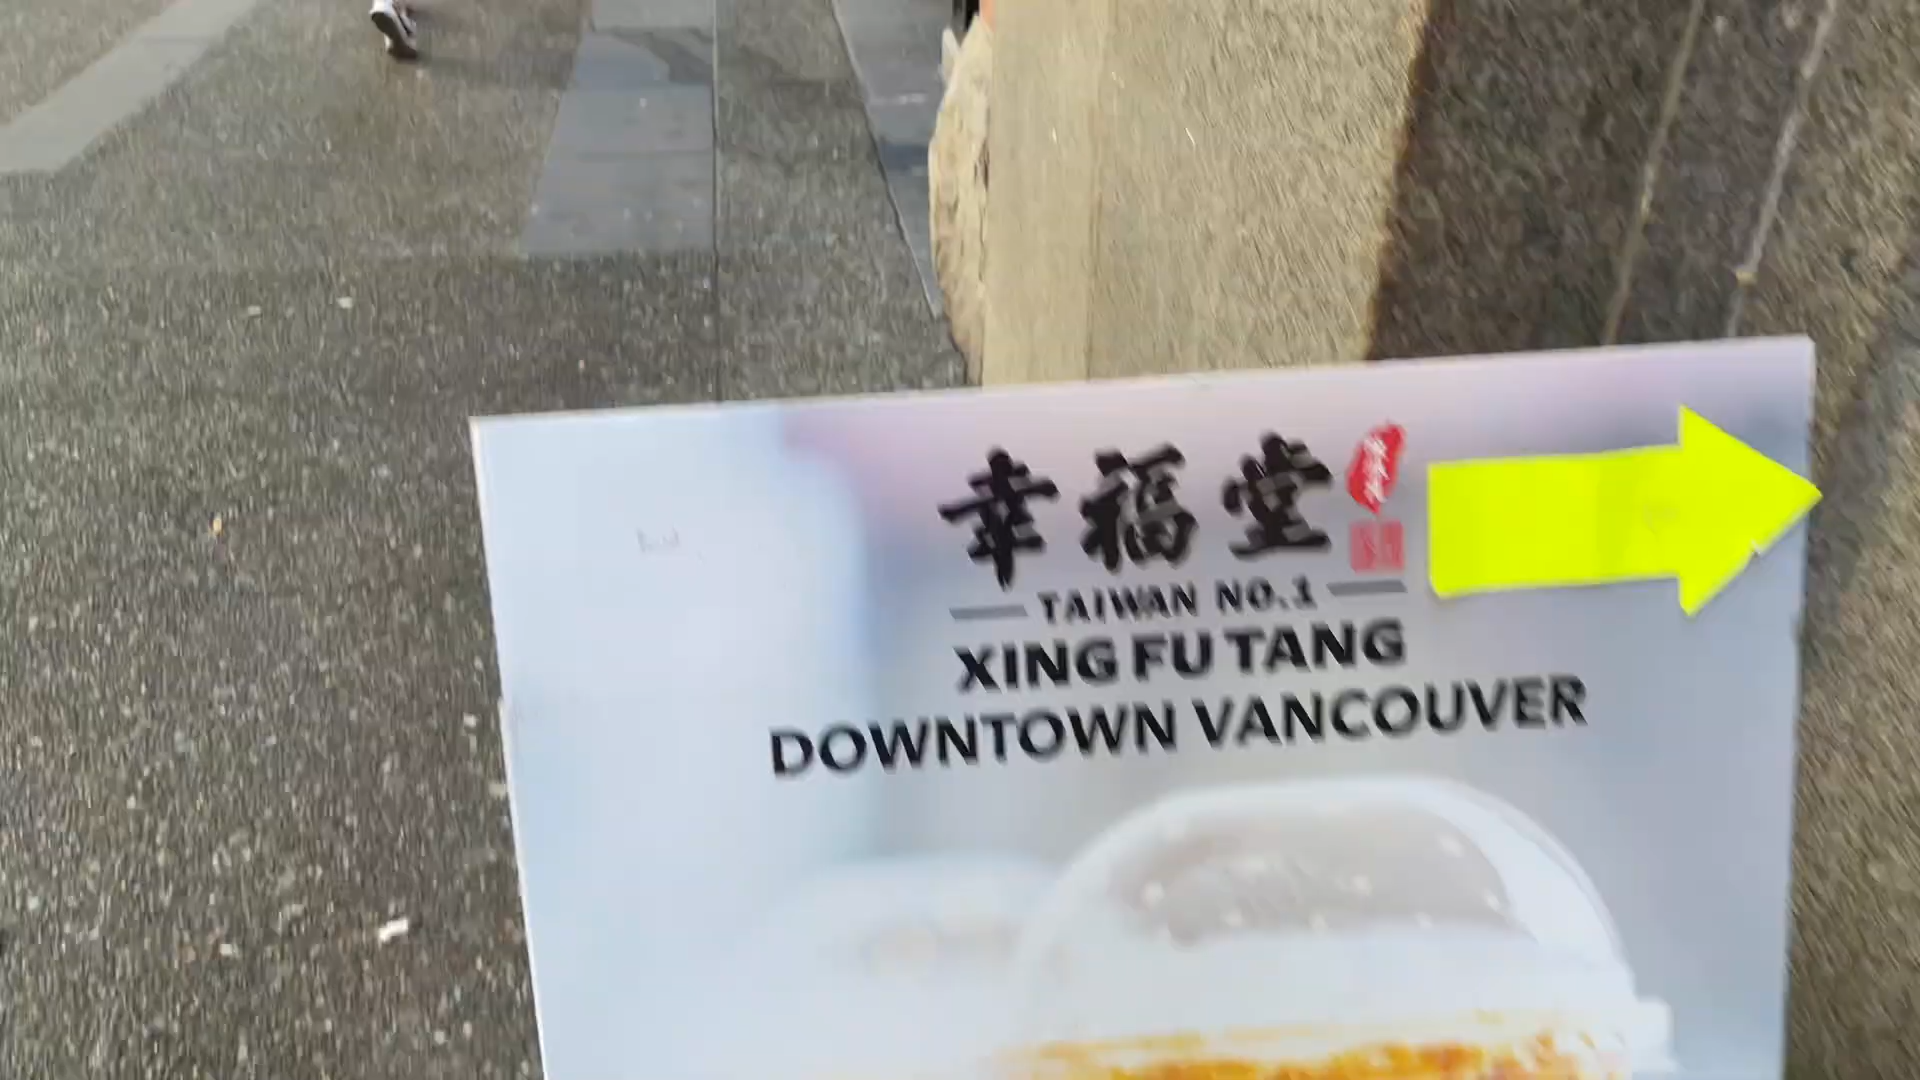 幸福堂
TAIWAN NO.1
XING FU TANG
DOWNTOWN VANCOUVER